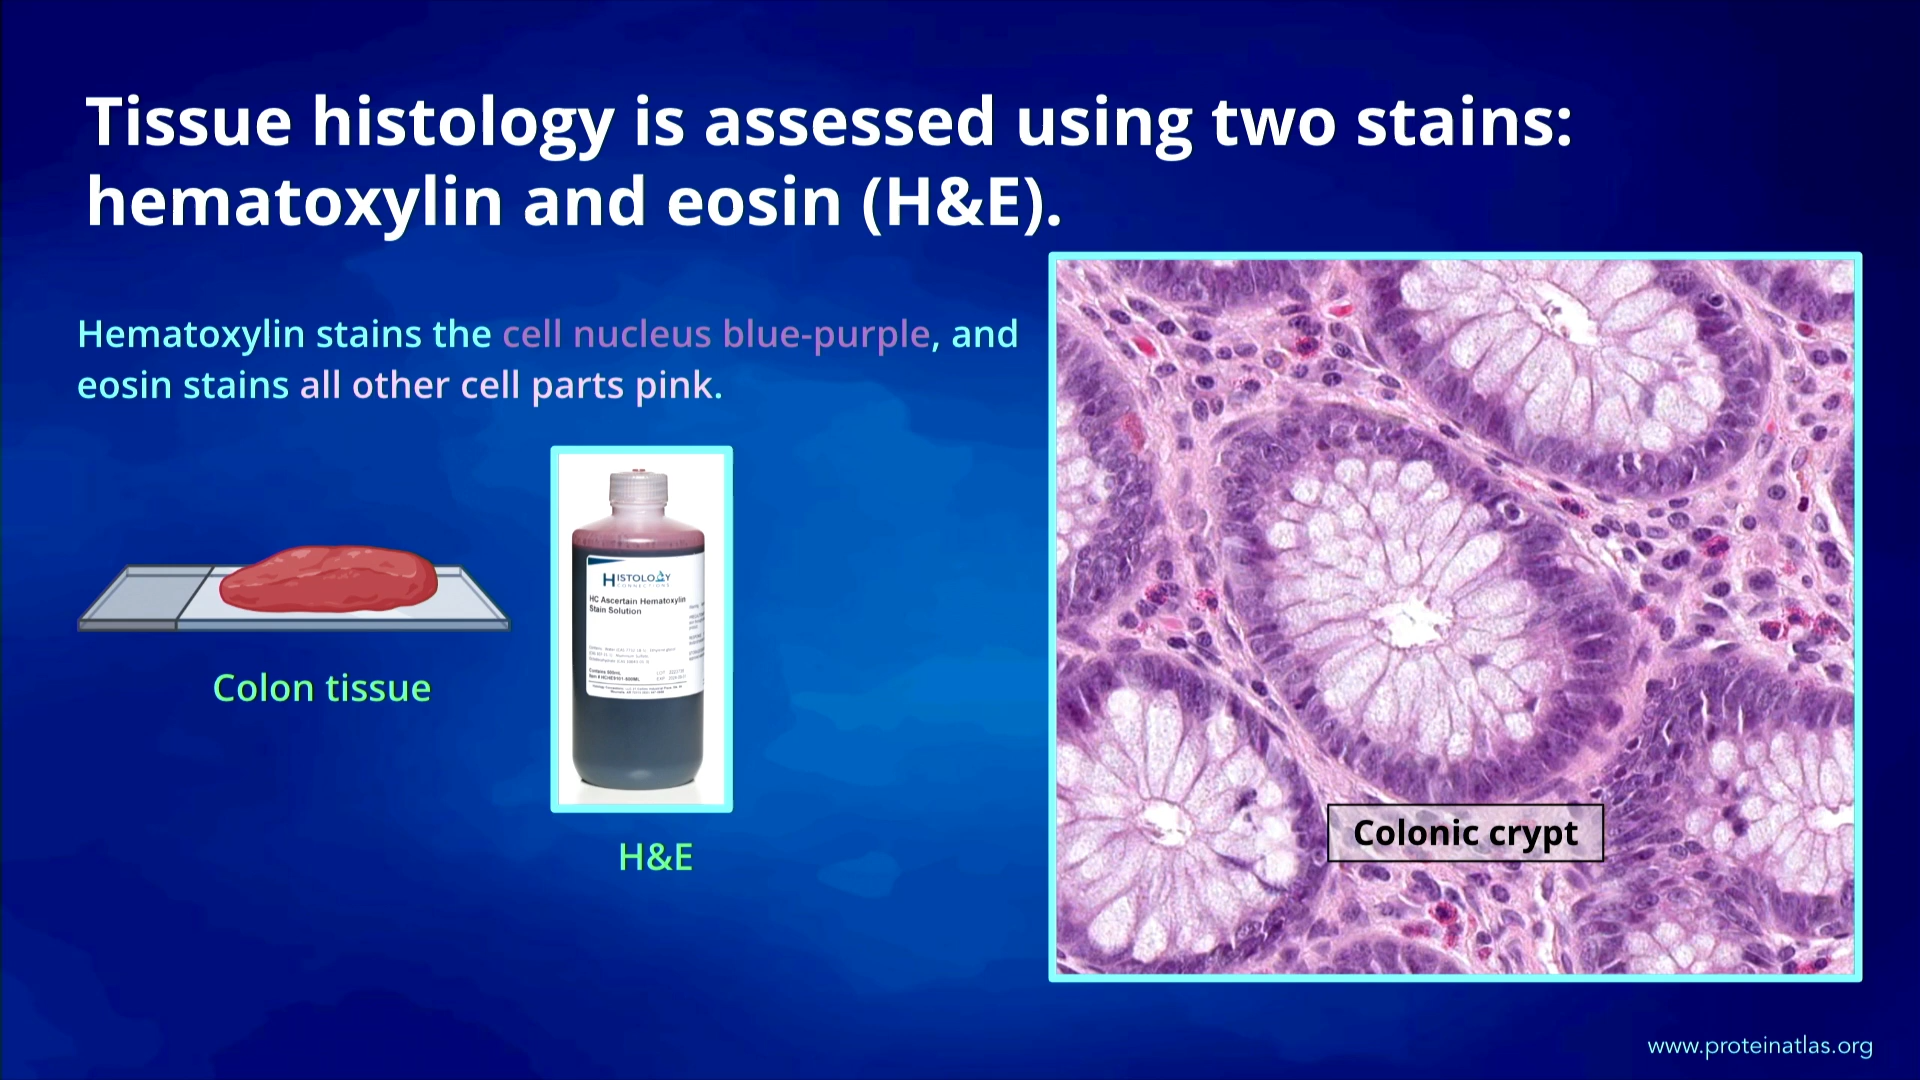 Tissue histology is assessed using two stains:
hematoxylin and eosin (H&E).
Hematoxylin stains the cell nucleus blue-purple, and
eosin stains all other cell parts pink.
HISTOLOGY
CONNECTIONS
HC Ascertain Hematoxylin
Stain Solution
Colon tissue
H&E
Colonic crypt
www.proteinatlas.org